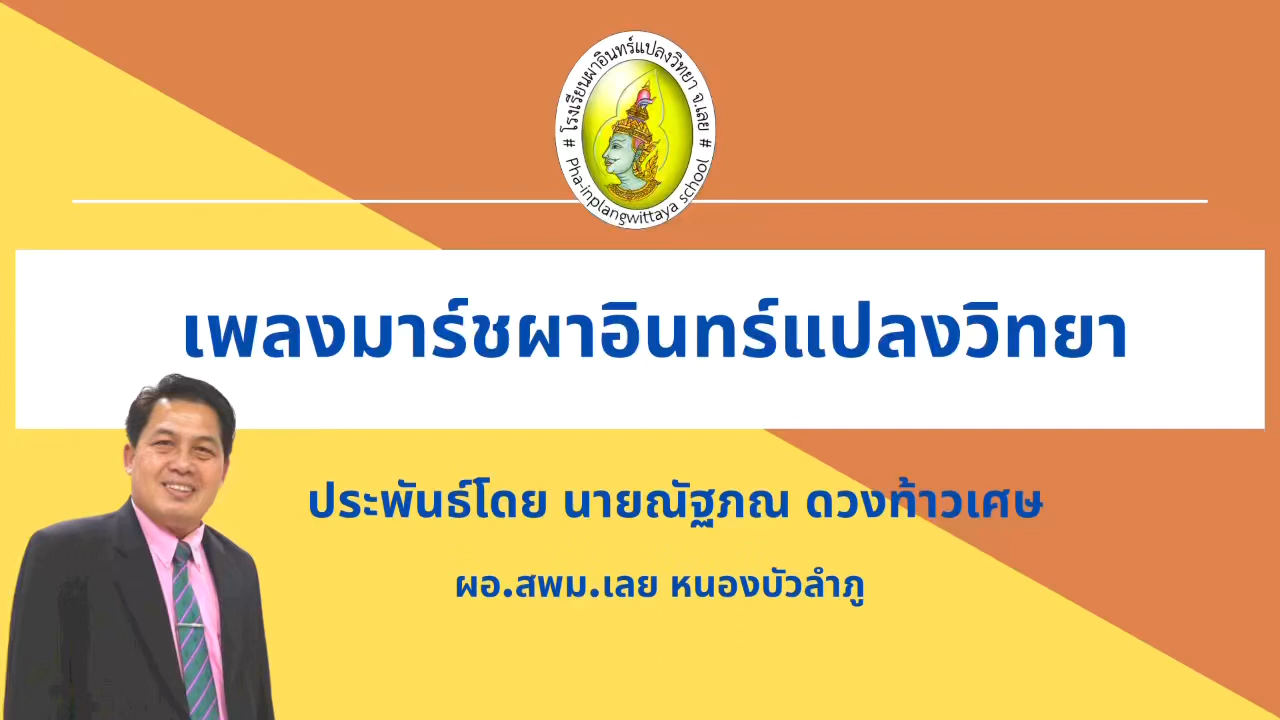 # โรงเรียนผาอินทร์แปลงวิทยา จ.เลย #
Pha-inplangwittaya school
เพลงมาร์ชผาอินทร์แปลงวิทยา
ประพันธ์โดย นายณัฐภณ ดวงท้าวเศษ
ผอ.สพม.เลย หนองบัวลำภู